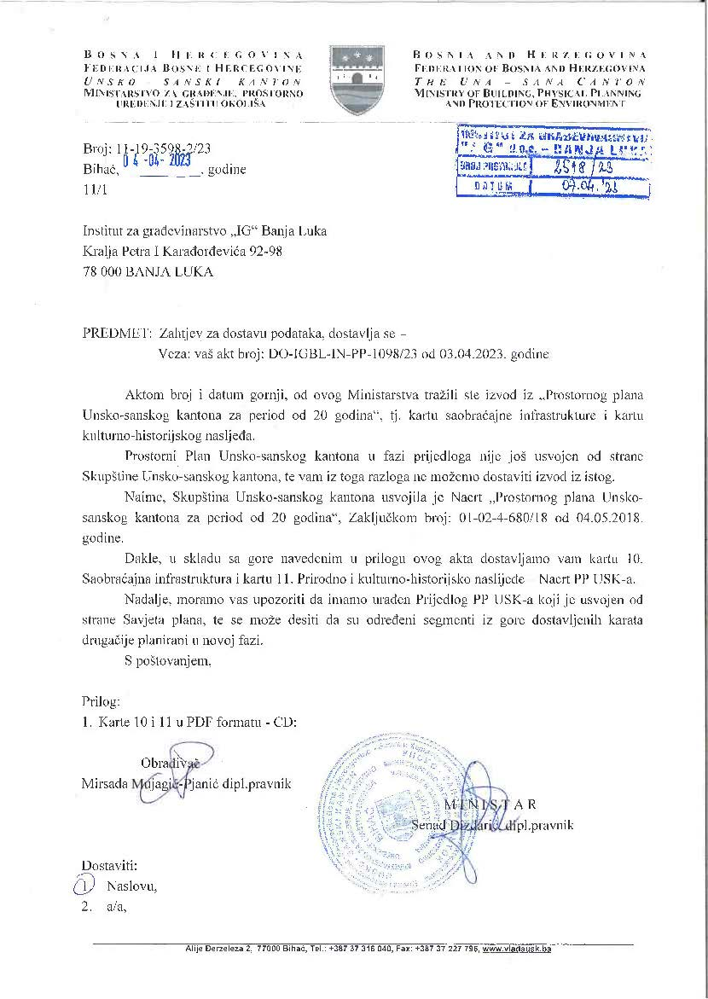 BOSNA I HERCEGOVINA
FEDERACIJA BOSNE I HERCEGOVINE
UNSKO - SANSKI KANTON
MINISTARSTVO ZA GRAĐENJE, PROSTORNO
UREĐENJE I ZAŠTITU OKOLIŠA
BOSNIA AND HERZEGOVINA
FEDERATION OF BOSNIA AND HERZEGOVINA
THE UNA – SANA CANTON
MINISTRY OF BUILDING, PHYSICAL PLANNING
AND PROTECTION OF ENVIRONMENT
Broj: 11-19-3598-2/23
Bihać, 04 -04- 2023. godine
11/1
INSTITUT ZA GRAĐEVINARSTVO
"IG" d.o.o. - BANJA LUKA
2518/23
DATUM 07.04.'23
Institut za građevinarstvo „IG“ Banja Luka
Kralja Petra I Karađorđevića 92-98
78 000 BANJA LUKA
PREDMET: Zahtjev za dostavu podataka, dostavlja se –
Veza: vaš akt broj: DO-IGBL-IN-PP-1098/23 od 03.04.2023. godine
Aktom broj i datum gornji, od ovog Ministarstva tražili ste izvod iz „Prostornog plana
Unsko-sanskog kantona za period od 20 godina“, tj. kartu saobraćajne infrastrukture i kartu
kulturno-historijskog nasljeđa.
Prostorni Plan Unsko-sanskog kantona u fazi prijedloga nije još usvojen od strane
Skupštine Unsko-sanskog kantona, te vam iz toga razloga ne možemo dostaviti izvod iz istog.
Naime, Skupština Unsko-sanskog kantona usvojila je Nacrt „Prostornog plana Unsko-
sanskog kantona za period od 20 godina“, Zaključkom broj: 01-02-4-680/18 od 04.05.2018.
godine.
Dakle, u skladu sa gore navedenim u prilogu ovog akta dostavljamo vam kartu 10.
Saobraćajna infrastruktura i kartu 11. Prirodno i kulturno-historijsko naslijeđe – Nacrt PP USK-a.
Nadalje, moramo vas upozoriti da imamo urađen Prijedlog PP USK-a koji je usvojen od
strane Savjeta plana, te se može desiti da su određeni segmenti iz gore dostavljenih karata
drugačije planirani u novoj fazi.
S poštovanjem,
Prilog:
1. Karte 10 i 11 u PDF formatu - CD:
Obrađivač
Mirsada Mujagić-Pjanić dipl.pravnik
MINISTAR
Senad Dizdarić dipl.pravnik
Dostaviti:
1. Naslovu,
2. a/a,
Alije Đerzeleza 2, 77000 Bihać, Tel.: +387 37 316 040, Fax: +387 37 227 796, www.vladausk.ba